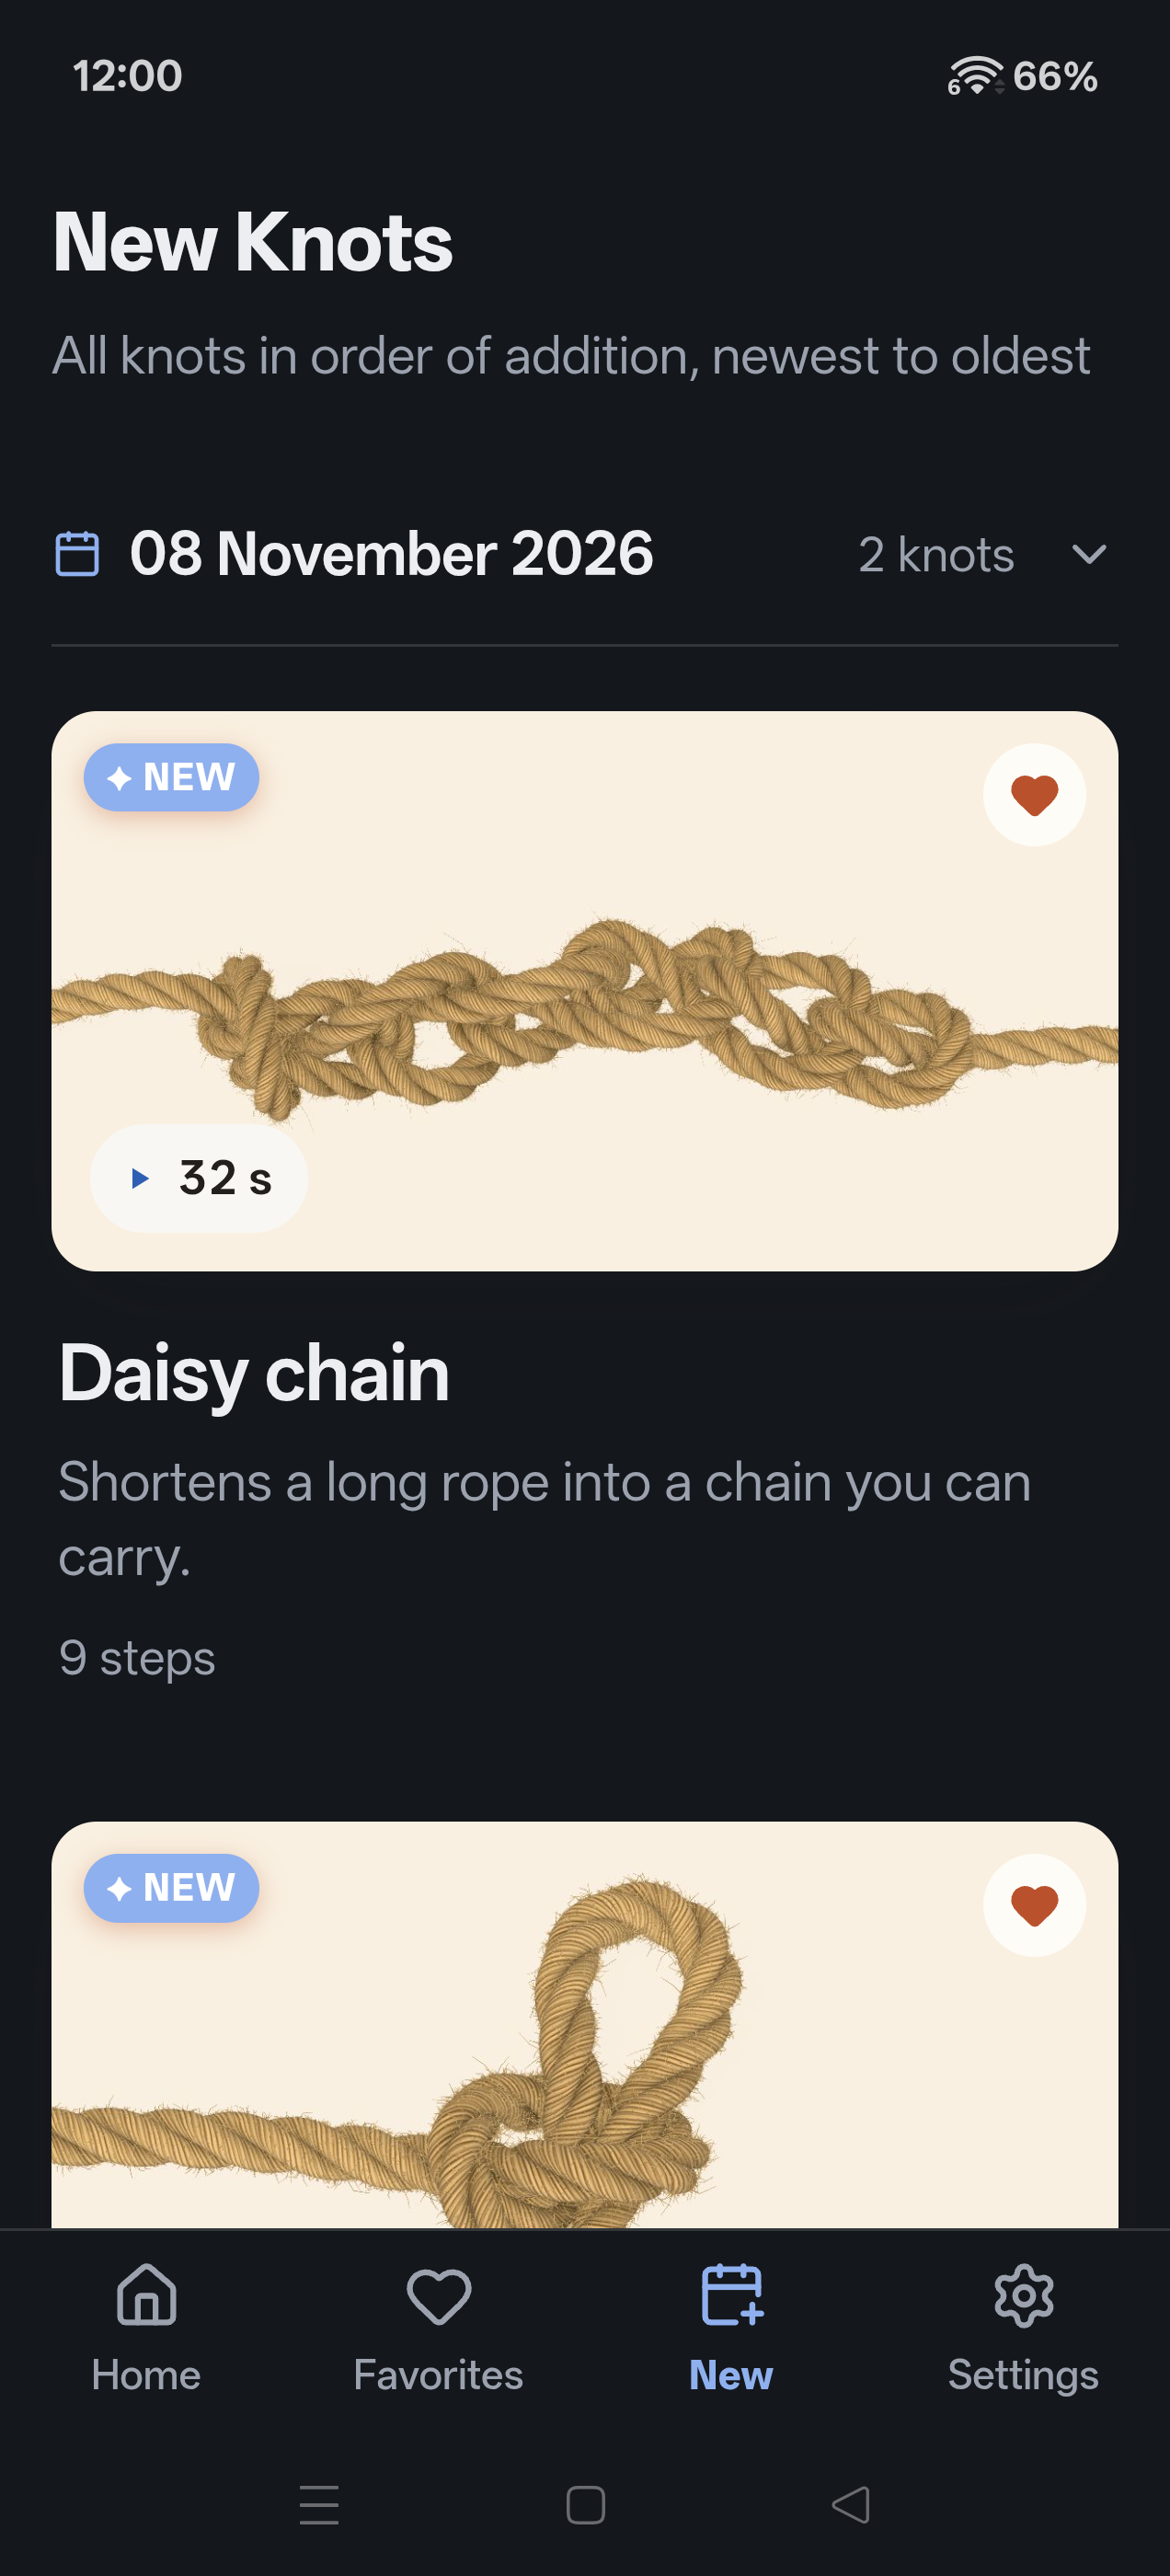 12:00
6 66%
New Knots
All knots in order of addition, newest to oldest
08 November 2026
2 knots
NEW
32 s
Daisy chain
Shortens a long rope into a chain you can
carry.
9 steps
NEW
Home Favorites New Settings